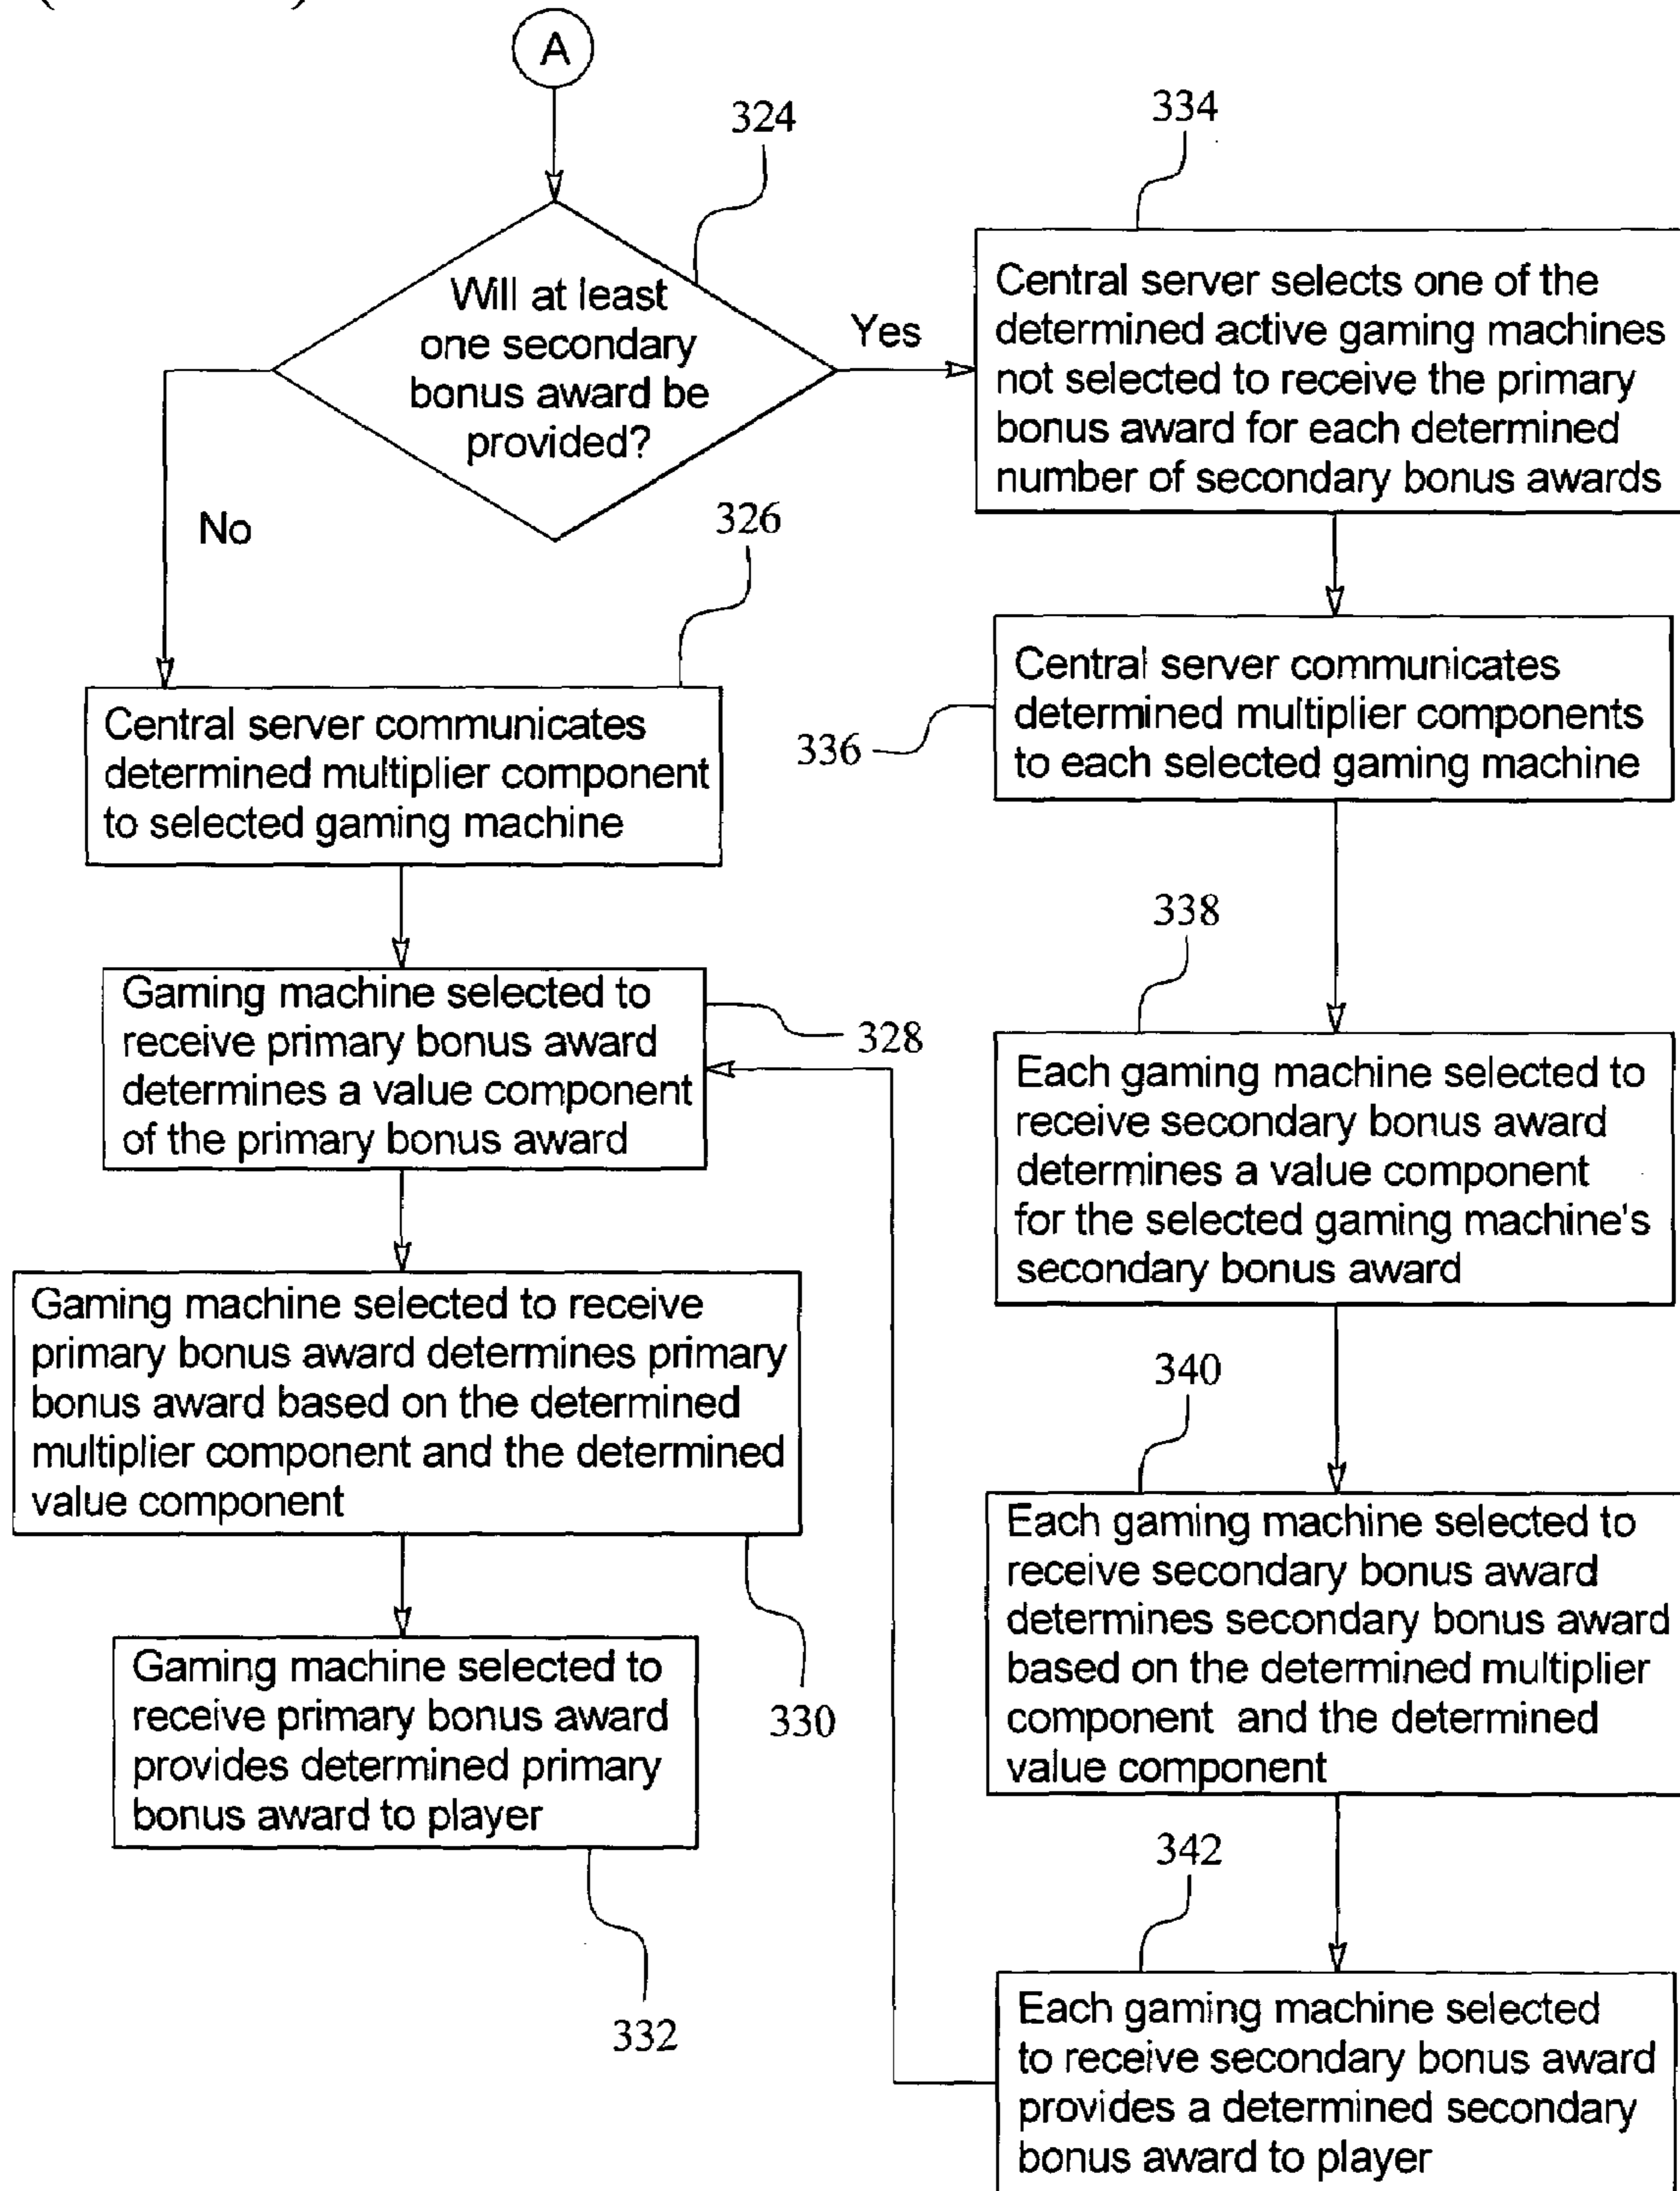 A
324
Will at least
one secondary
bonus award be
provided?
Yes
No
334
Central server selects one of the
determined active gaming machines
not selected to receive the primary
bonus award for each determined
number of secondary bonus awards
326
Central server communicates
determined multiplier component
to selected gaming machine
336
Central server communicates
determined multiplier components
to each selected gaming machine
328
Gaming machine selected to
receive primary bonus award
determines a value component
of the primary bonus award
338
Each gaming machine selected to
receive secondary bonus award
determines a value component
for the selected gaming machine's
secondary bonus award
Gaming machine selected to receive
primary bonus award determines primary
bonus award based on the determined
multiplier component and the determined
value component
330
340
Each gaming machine selected to
receive secondary bonus award
determines secondary bonus award
based on the determined multiplier
component and the determined
value component
Gaming machine selected to
receive primary bonus award
provides determined primary
bonus award to player
332
342
Each gaming machine selected
to receive secondary bonus award
provides a determined secondary
bonus award to player